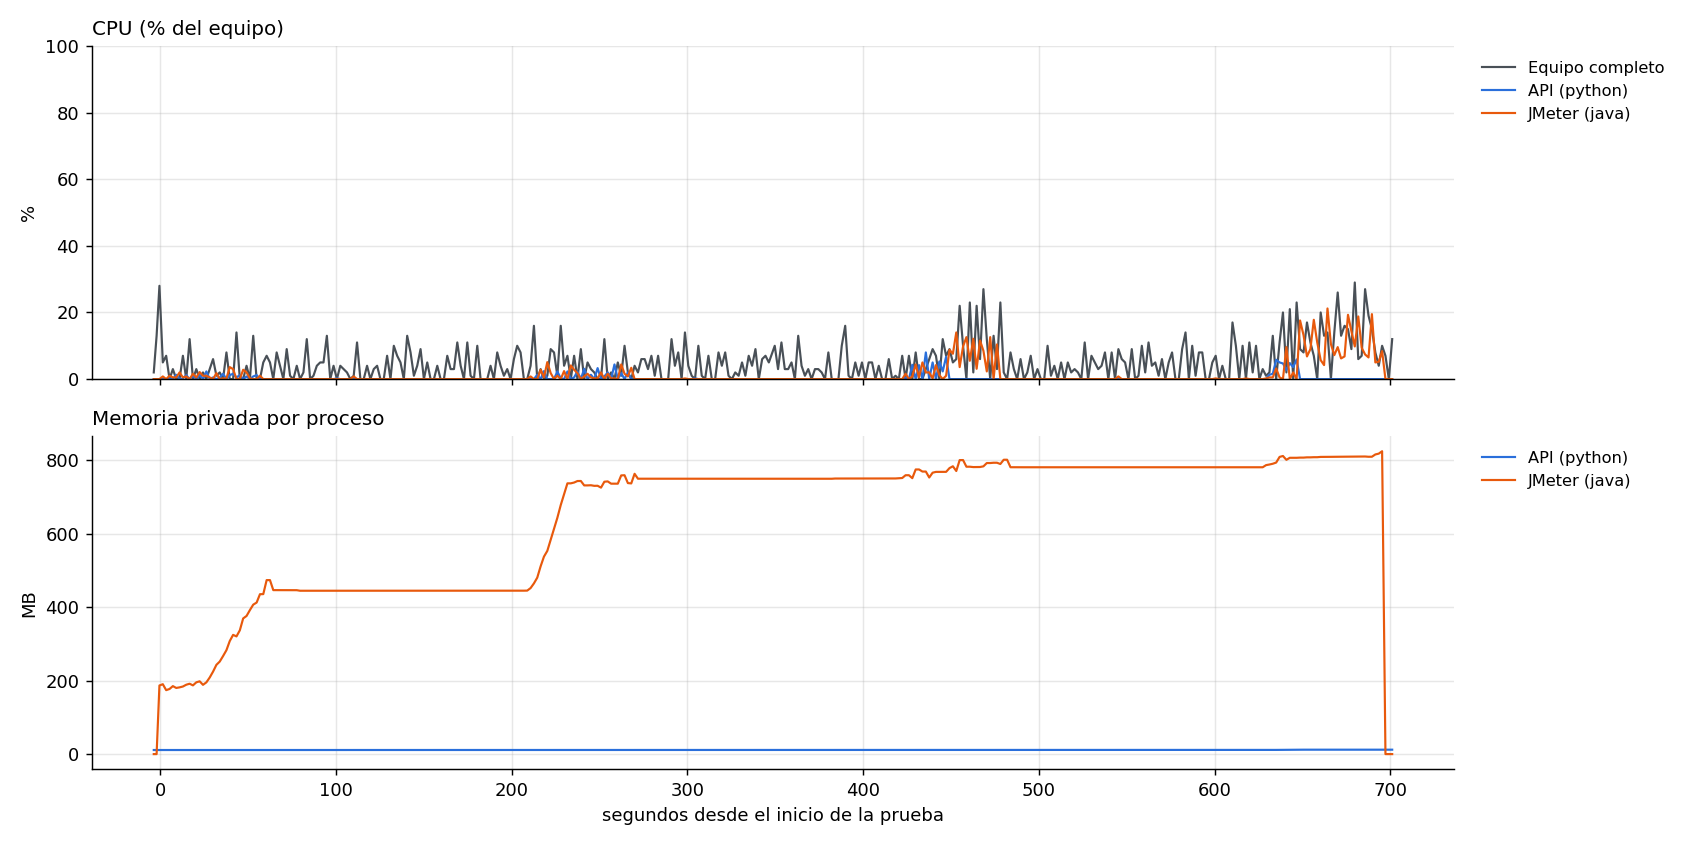 CPU (% del equipo)
100
80
60
40
20
0
%
Equipo completo
API (python)
JMeter (java)
Memoria privada por proceso
800
600
400
200
0
MB
API (python)
JMeter (java)
0 100 200 300 400 500 600 700
segundos desde el inicio de la prueba